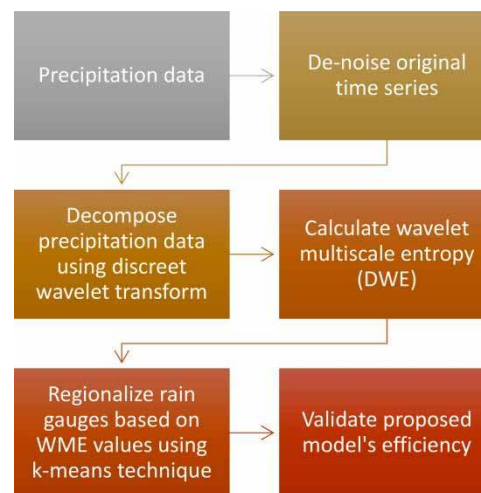 Precipitation data
De-noise original
time series
Decompose
precipitation data
using discreet
wavelet transform
Calculate wavelet
multiscale entropy
(DWE)
Regionalize rain
gauges based on
WME values using
k-means technique
Validate proposed
model's efficiency